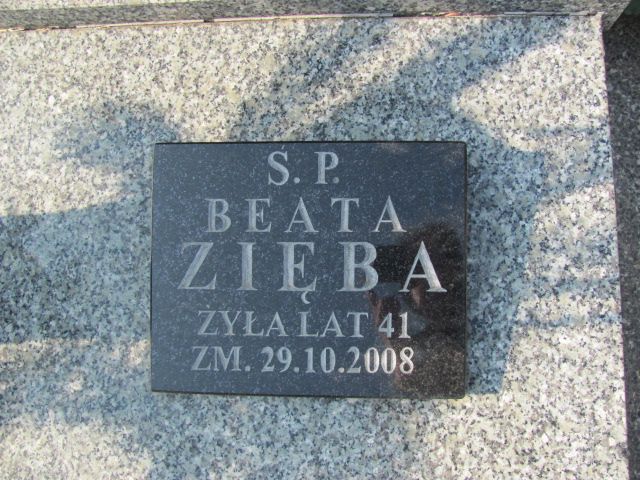 Ś. P.
BEATA
ZIĘBA
ŻYŁA LAT 41
ZM. 29.10.2008